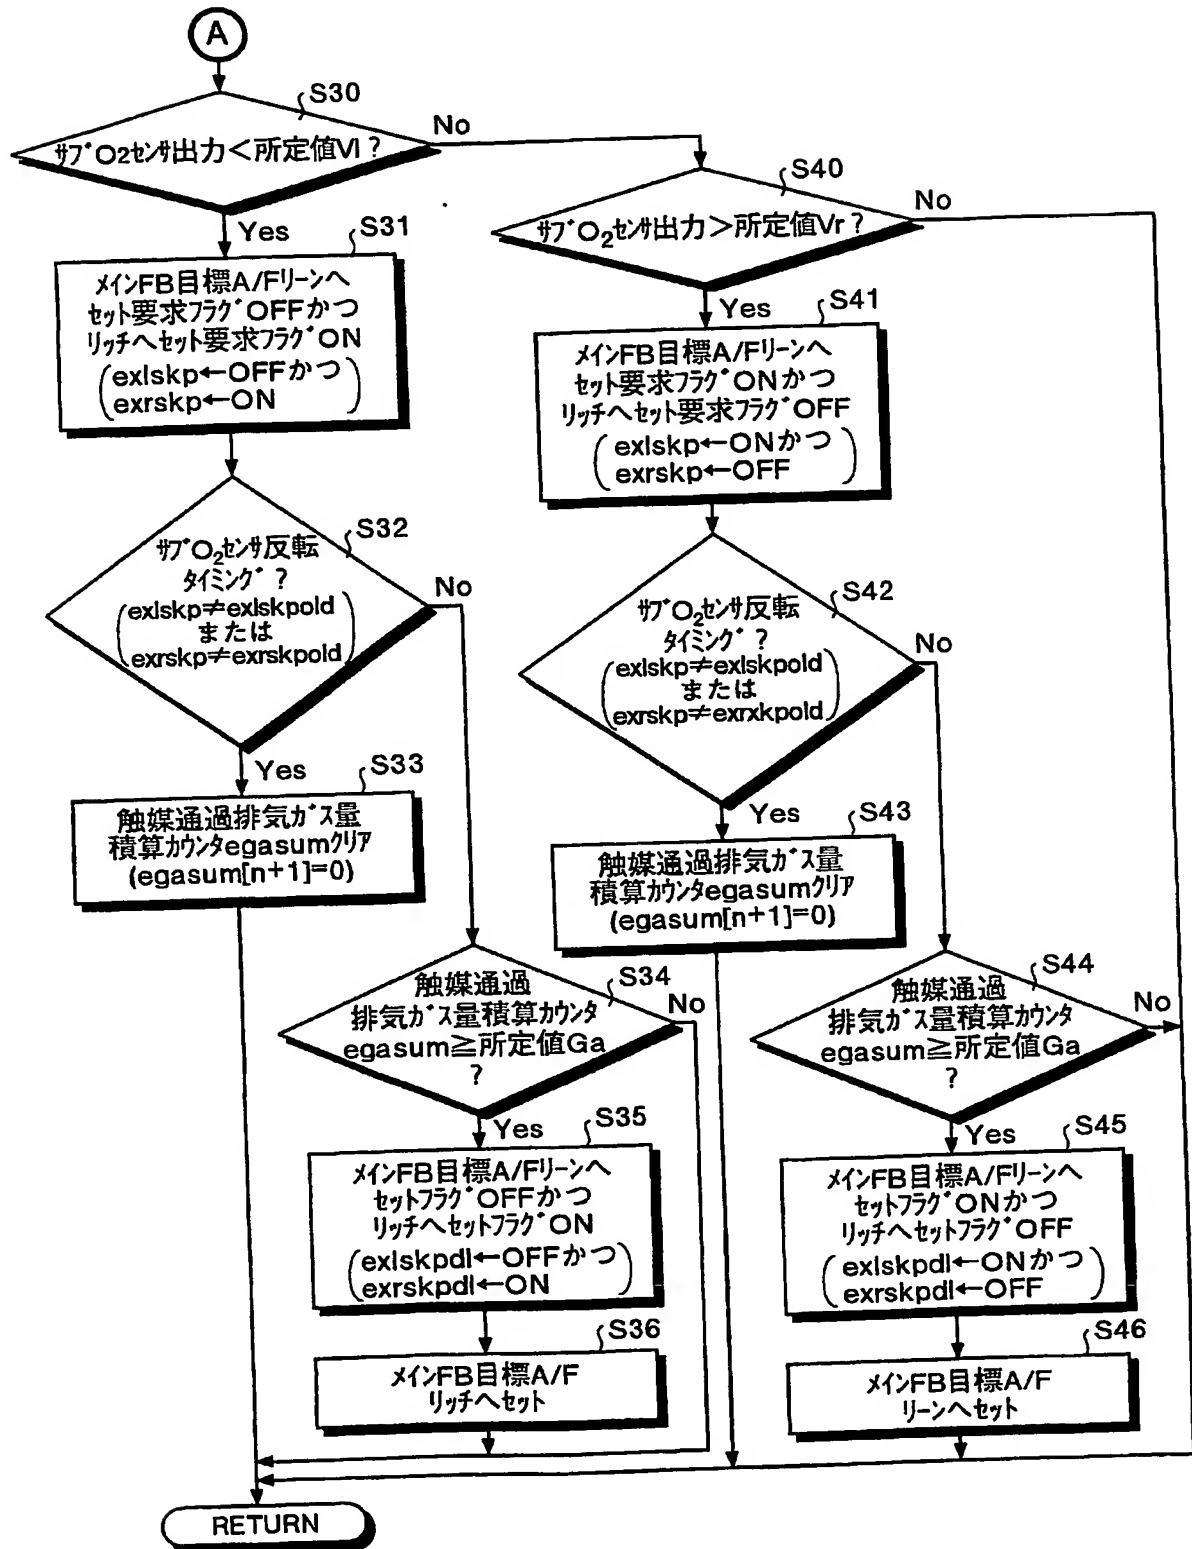 A
S30
サブO2センサ出力<所定値Vl?
No
Yes
S31
メインFB目標A/Fリーンへ
セット要求フラグOFFかつ
リッチへセット要求フラグON
(exlskp←OFFかつ
exrskp←ON)
S32
サブO2センサ反転
タイミング?
(exlskp≠exlskpold
または
exrskp≠exrskpold)
No
Yes
S33
触媒通過排気ガス量
積算カウンタegasumクリア
(egasum[n+1]=0)
S34
触媒通過
排気ガス量積算カウンタ
egasum≧所定値Ga
?
No
Yes
S35
メインFB目標A/Fリーンへ
セットフラグOFFかつ
リッチへセットフラグON
(exlskpdl←OFFかつ
exrskpdl←ON)
S36
メインFB目標A/F
リッチへセット
S40
サブO2センサ出力>所定値Vr?
No
Yes
S41
メインFB目標A/Fリーンへ
セット要求フラグONかつ
リッチへセット要求フラグOFF
(exlskp←ONかつ
exrskp←OFF)
S42
サブO2センサ反転
タイミング?
(exlskp≠exlskpold
または
exrskp≠exrxkpold)
No
Yes
S43
触媒通過排気ガス量
積算カウンタegasumクリア
(egasum[n+1]=0)
S44
触媒通過
排気ガス量積算カウンタ
egasum≧所定値Ga
?
No
Yes
S45
メインFB目標A/Fリーンへ
セットフラグONかつ
リッチへセットフラグOFF
(exlskpdl←ONかつ
exrskpdl←OFF)
S46
メインFB目標A/F
リーンへセット
RETURN